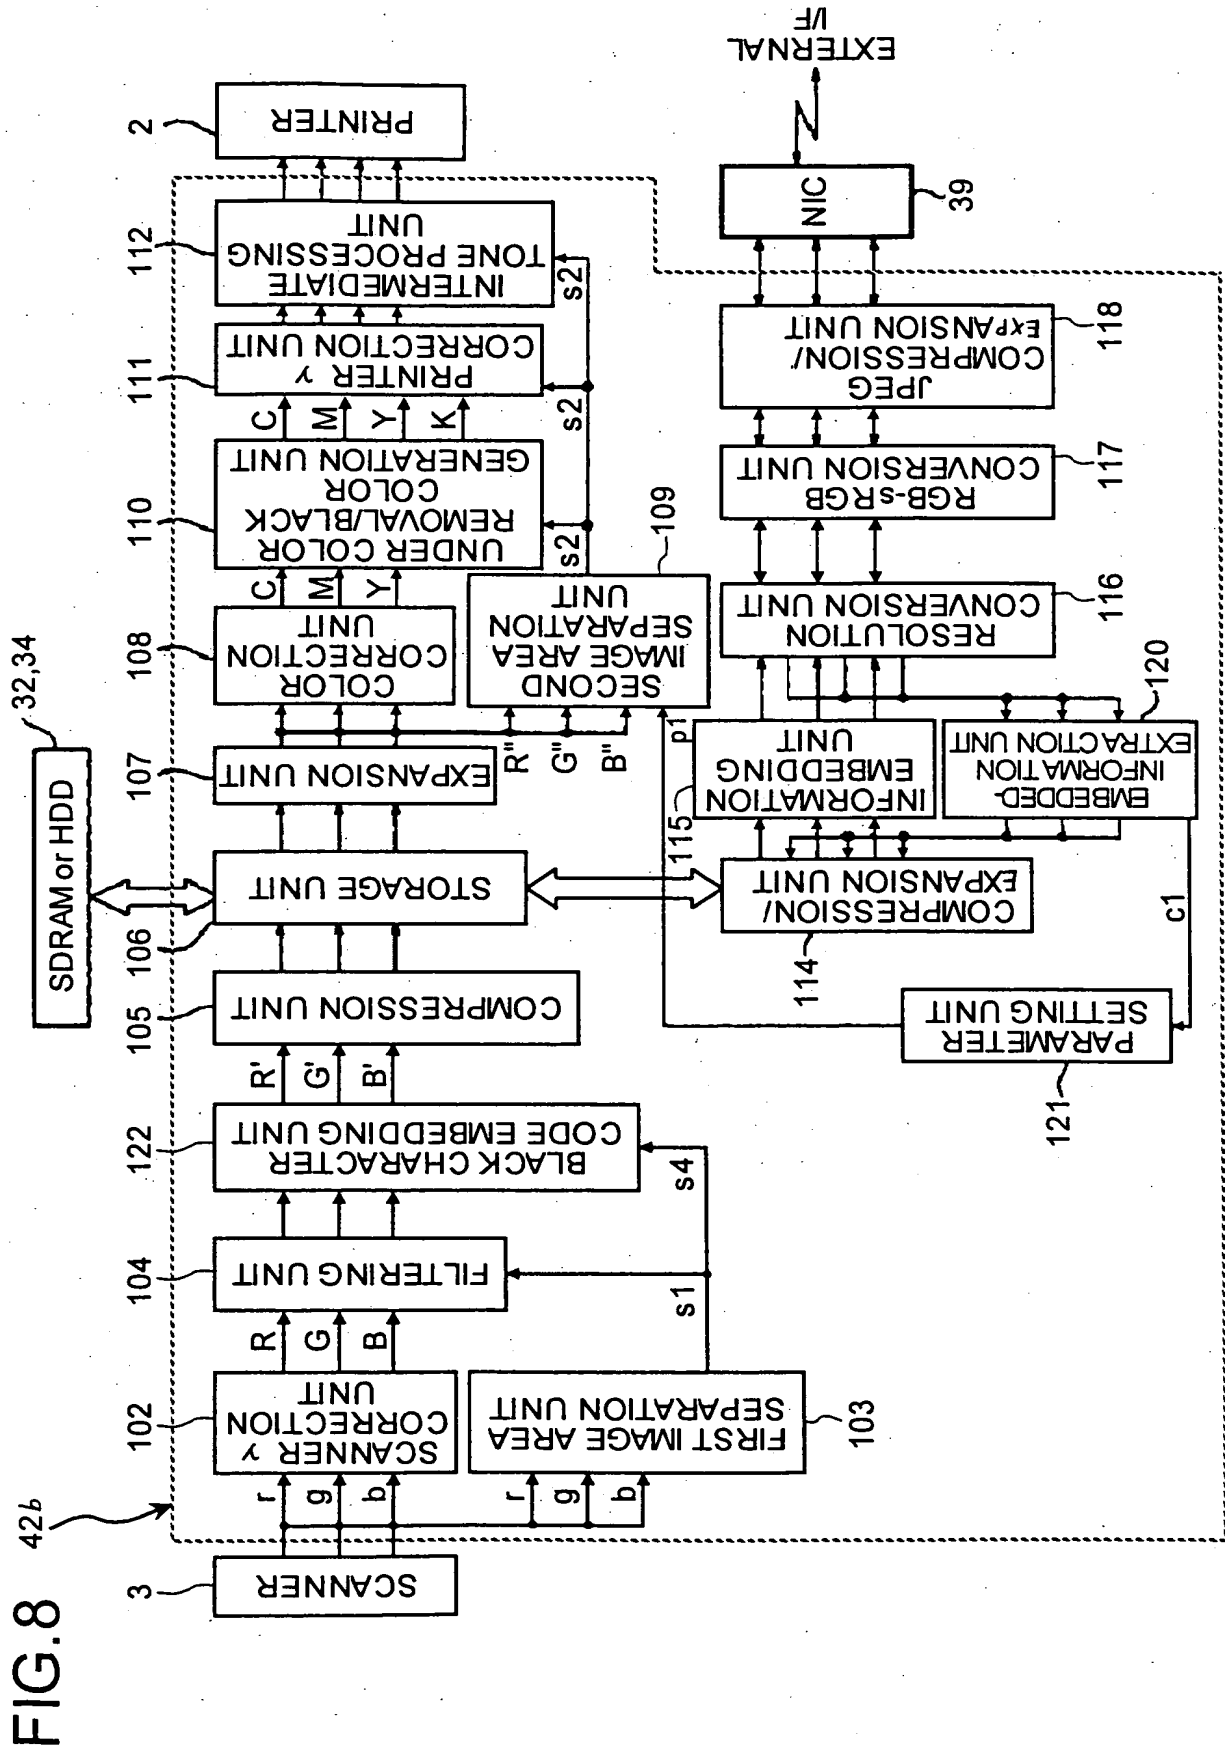 FIG.8
42b
SDRAM or HDD
32,34
3
SCANNER
r
g
b
r
g
b
102
SCANNER γ
CORRECTION
UNIT
103
FIRST IMAGE AREA
SEPARATION UNIT
R
G
B
s1
s4
104
FILTERING UNIT
122
BLACK CHARACTER
CODE EMBEDDING UNIT
R'
G'
B'
105
COMPRESSION UNIT
106
STORAGE UNIT
107
EXPANSION UNIT
R"
G"
B"
108
COLOR
CORRECTION
UNIT
109
SECOND
IMAGE AREA
SEPARATION
UNIT
p1
C
M
Y
s2
110
UNDER COLOR
REMOVAL/BLACK
COLOR
GENERATION UNIT
C
M
Y
K
s2
111
PRINTER γ
CORRECTION UNIT
s2
112
INTERMEDIATE
TONE PROCESSING
UNIT
2
PRINTER
121
PARAMETER
SETTING UNIT
c1
114
COMPRESSION/
EXPANSION UNIT
115
INFORMATION
EMBEDDING
UNIT
120
EMBEDDED-
INFORMATION
EXTRACTION UNIT
116
RESOLUTION
CONVERSION UNIT
117
RGB-sRGB
CONVERSION UNIT
118
JPEG
COMPRESSION/
EXPANSION UNIT
39
NIC
EXTERNAL
I/F